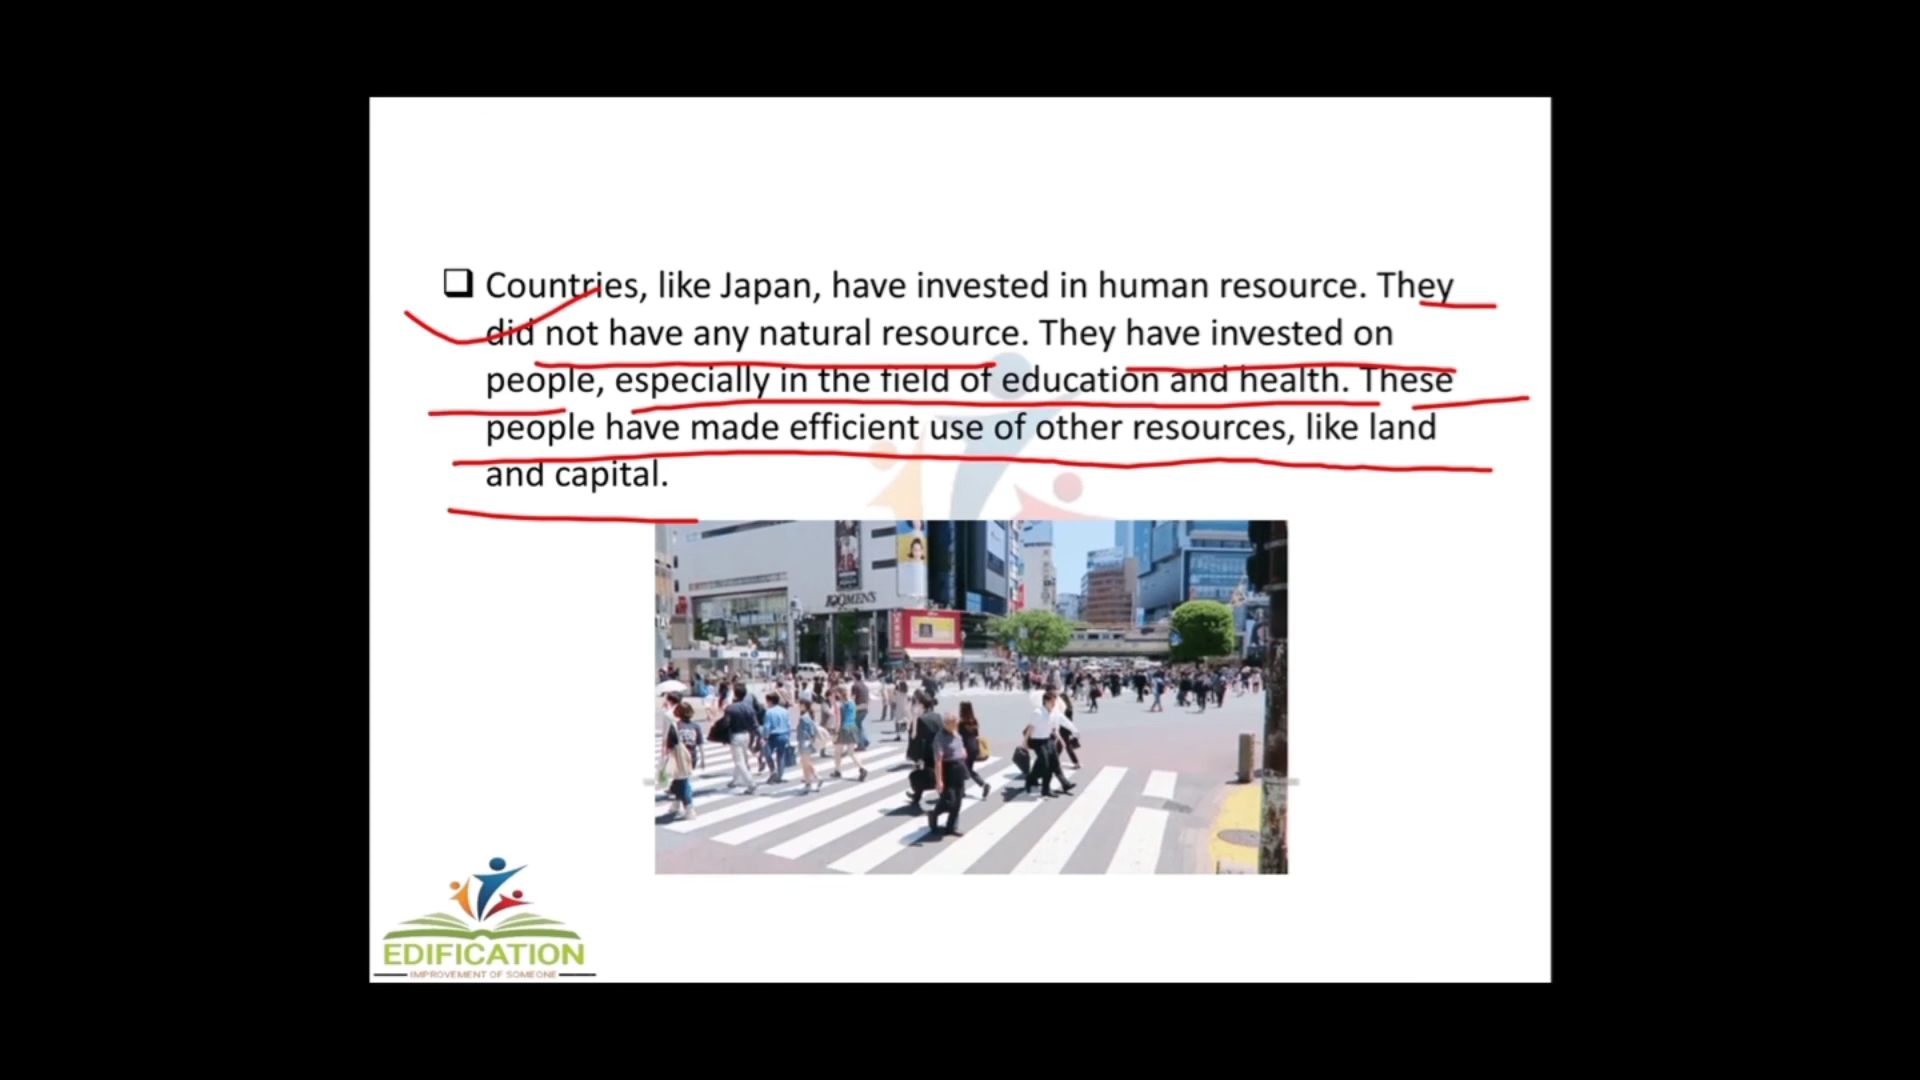 Countries, like Japan, have invested in human resource. They
did not have any natural resource. They have invested on
people, especially in the field of education and health. These
people have made efficient use of other resources, like land
and capital.
EDIFICATION
IMPROVEMENT OF SOMEONE